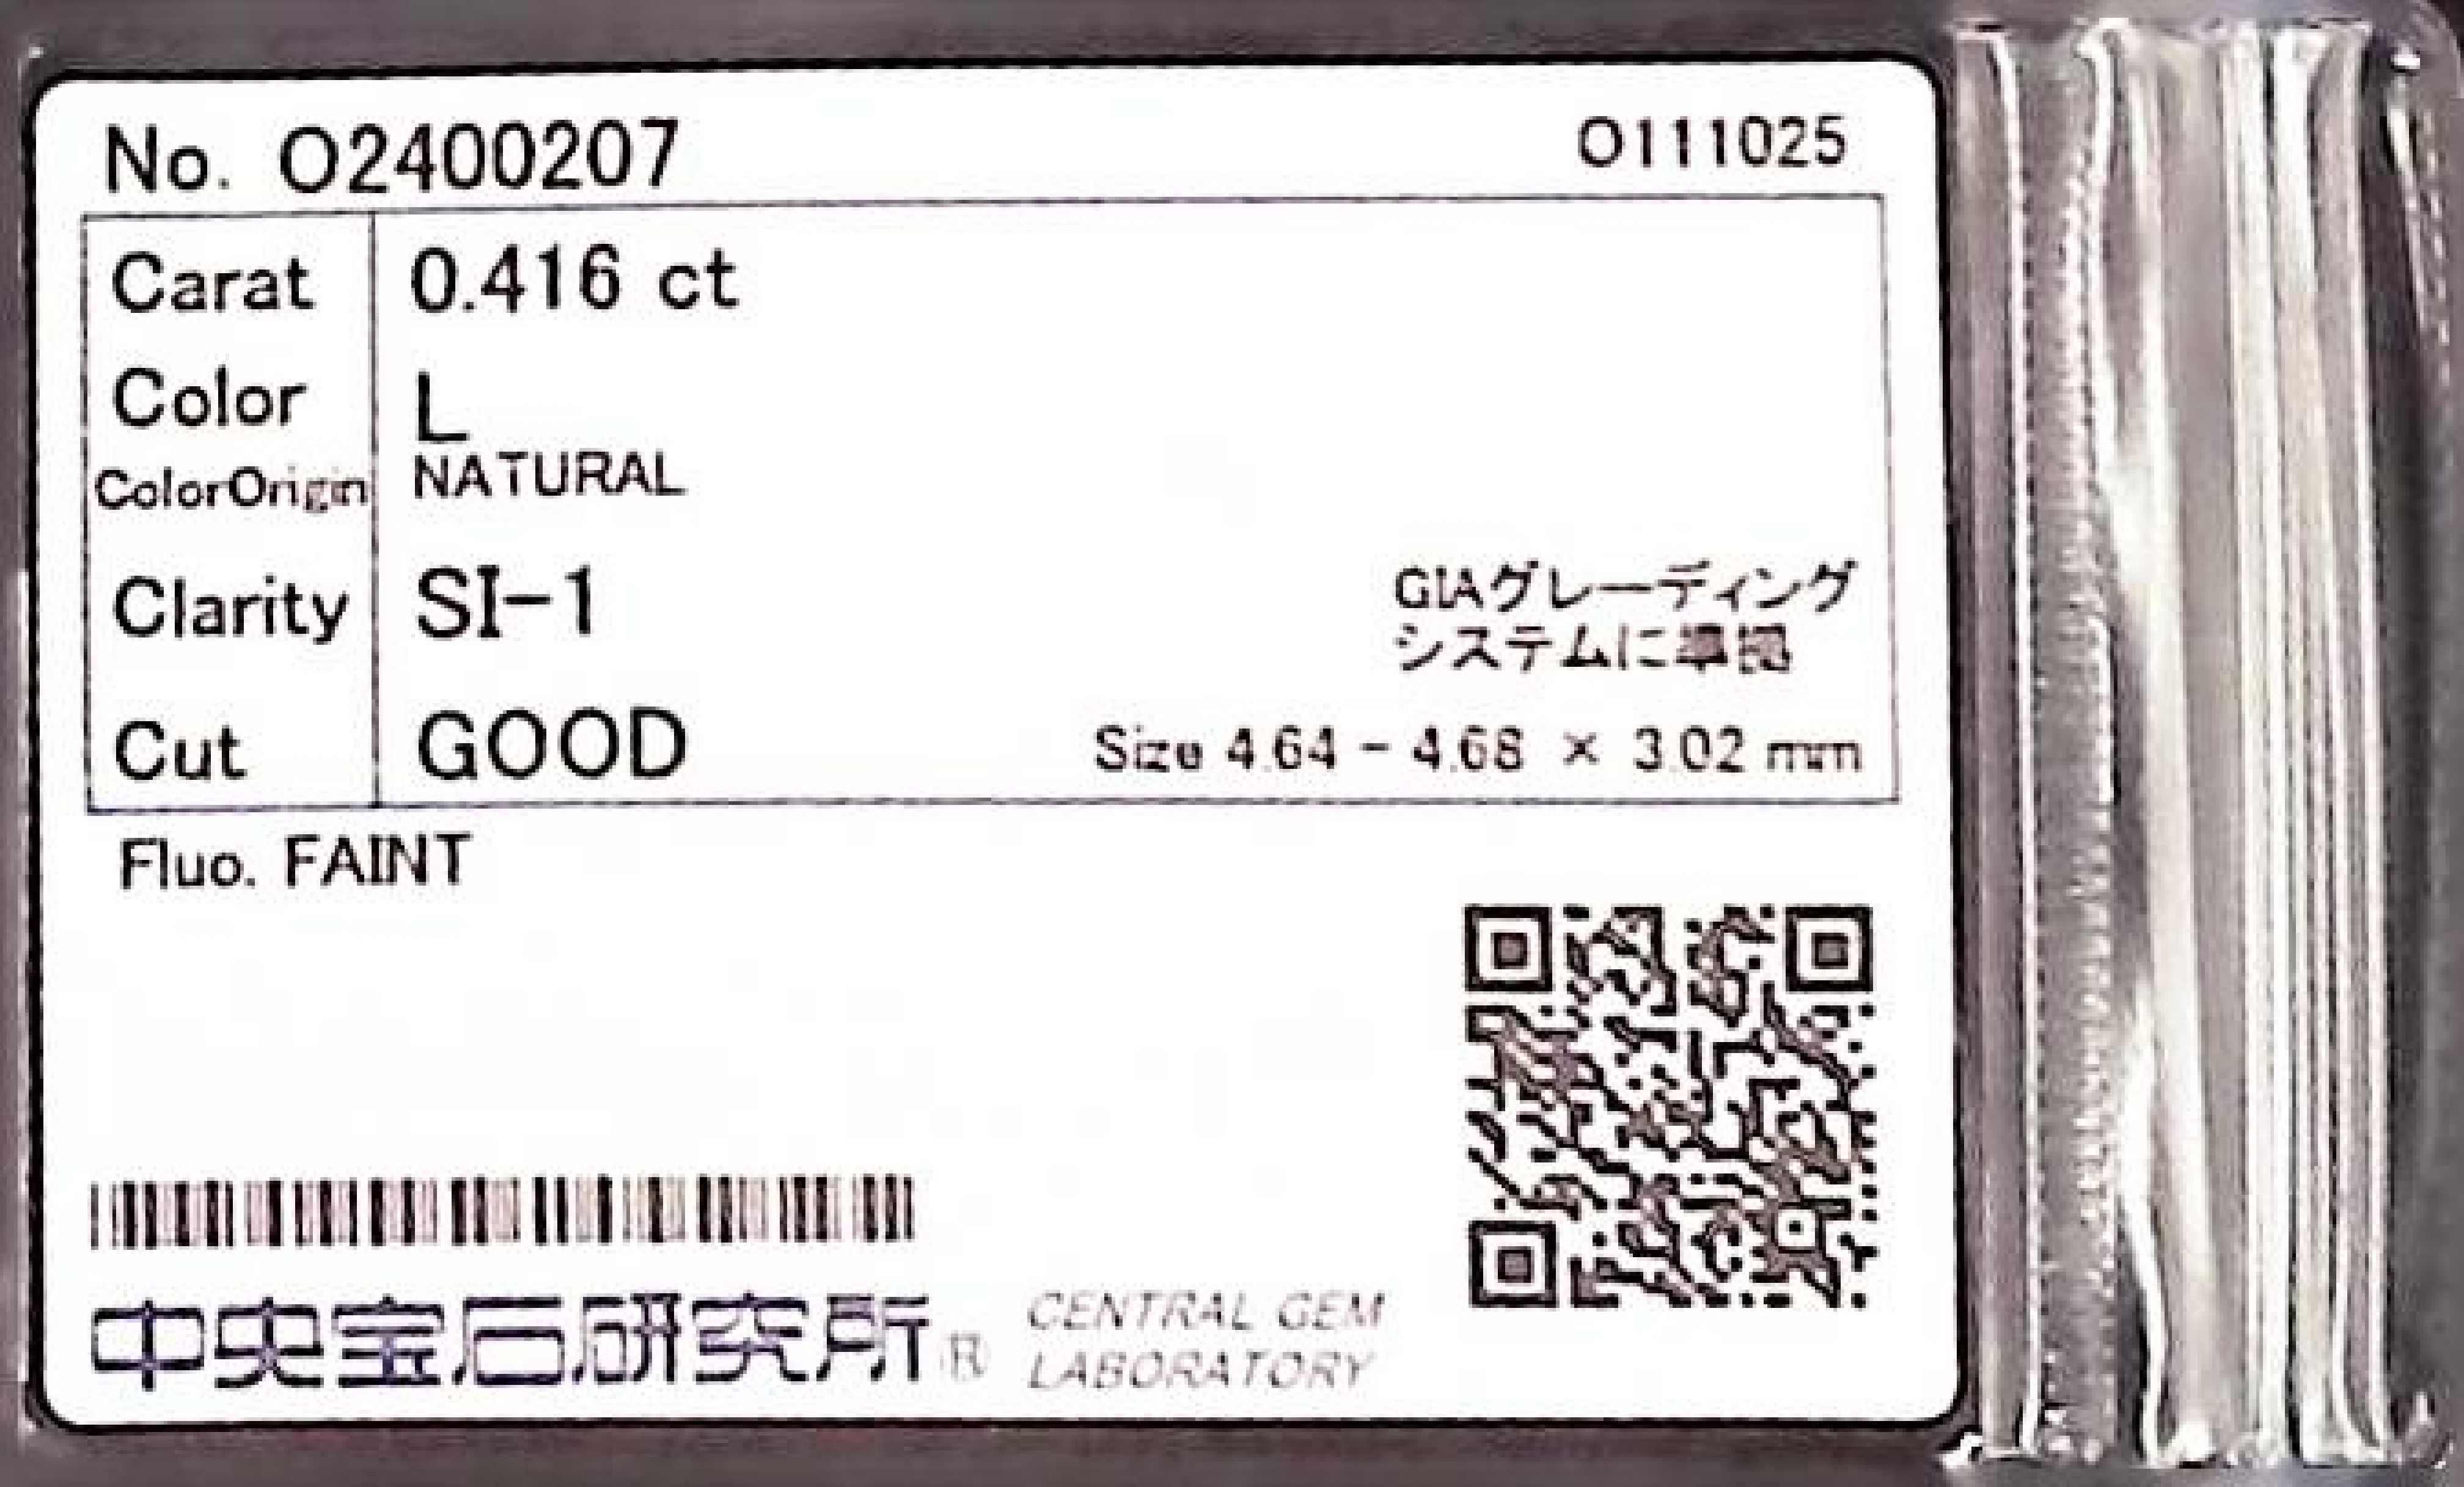 No. O2400207
O111025
Carat 0.416 ct
Color L
ColorOrigin NATURAL
Clarity SI-1
GIAグレーディング
システムに準拠
Cut GOOD
Size 4.64 - 4.68 × 3.02 mm
Fluo. FAINT
中央宝石研究所®
CENTRAL GEM
LABORATORY